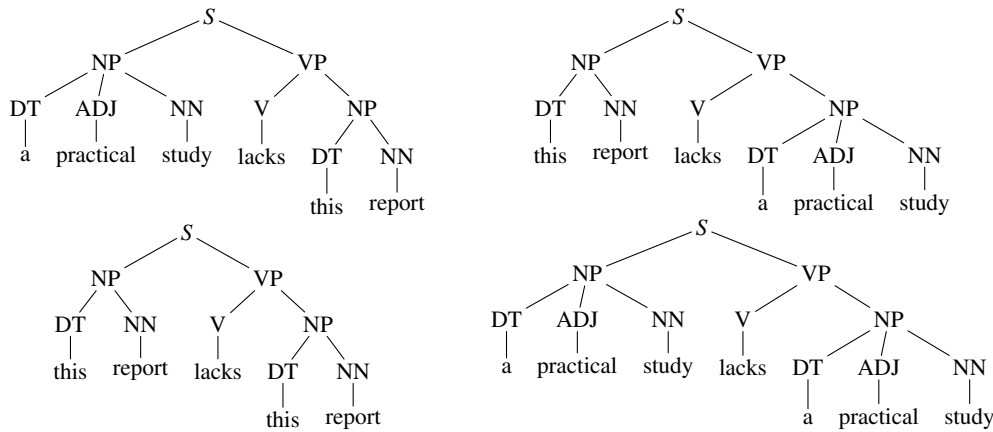 S
NP VP
DT ADJ NN V NP
a practical study lacks DT NN
this report
S
NP VP
DT NN V NP
this report lacks DT ADJ NN
a practical study
S
NP VP
DT NN V NP
this report lacks DT NN
this report
S
NP VP
DT ADJ NN V NP
a practical study lacks DT ADJ NN
a practical study